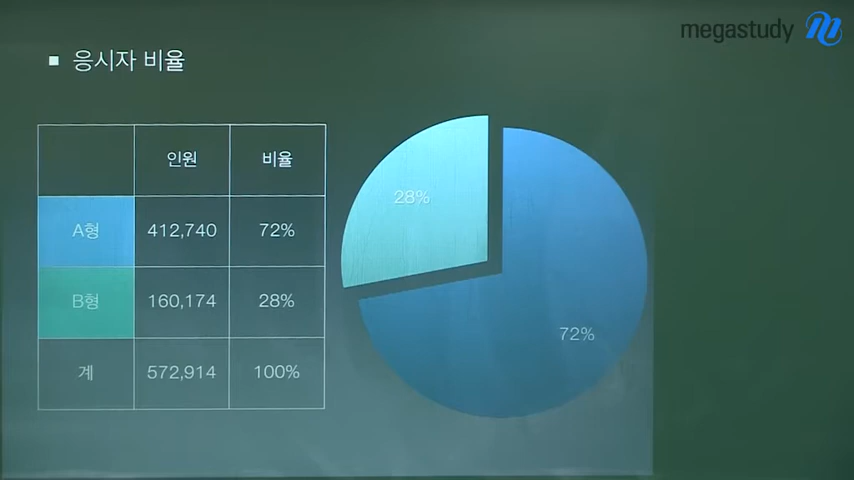 megastudy
■ 응시자 비율
인원 비율
A형 412,740 72%
B형 160,174 28%
계 572,914 100%
28%
72%